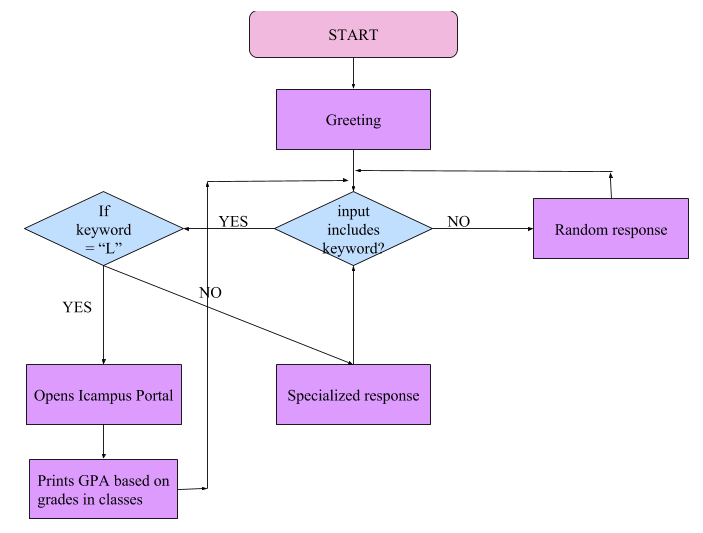 START
Greeting
If
keyword
= “L”
YES
input
includes
keyword?
NO
Random response
NO
YES
Opens Icampus Portal
Specialized response
Prints GPA based on
grades in classes